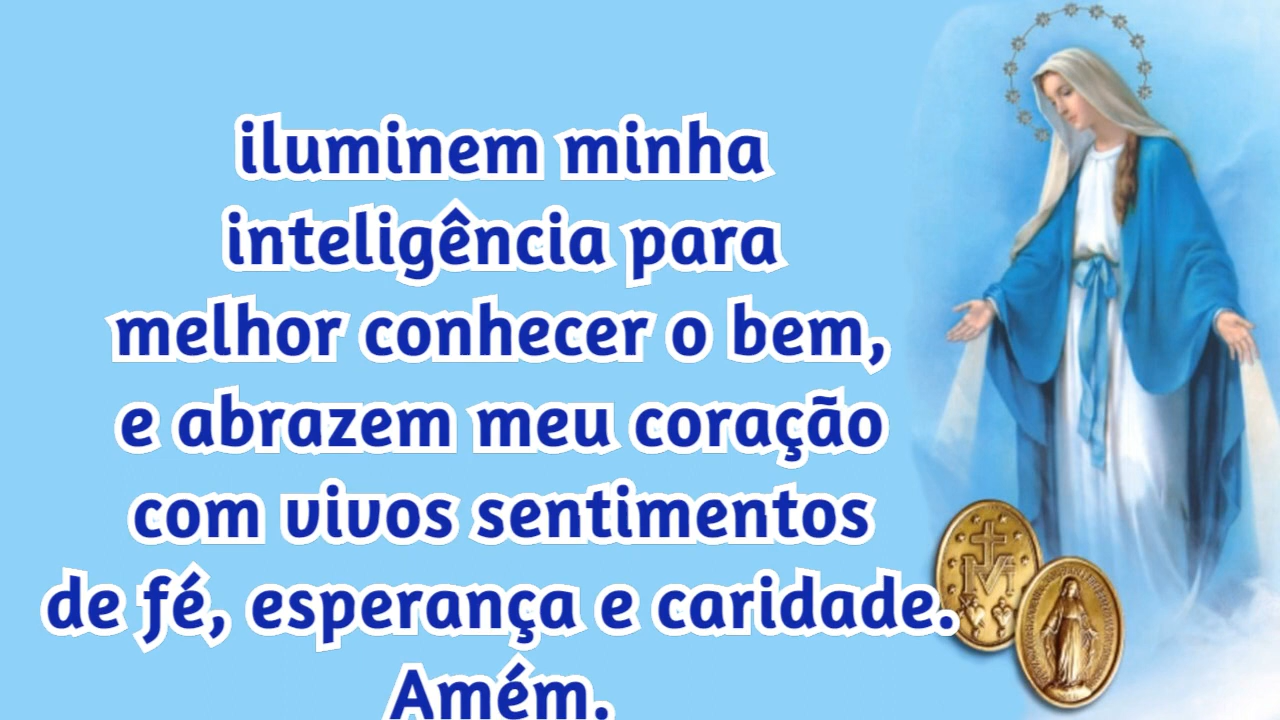 iluminem minha
inteligência para
melhor conhecer o bem,
e abrazem meu coração
com vivos sentimentos
de fé, esperança e caridade.
Amém.